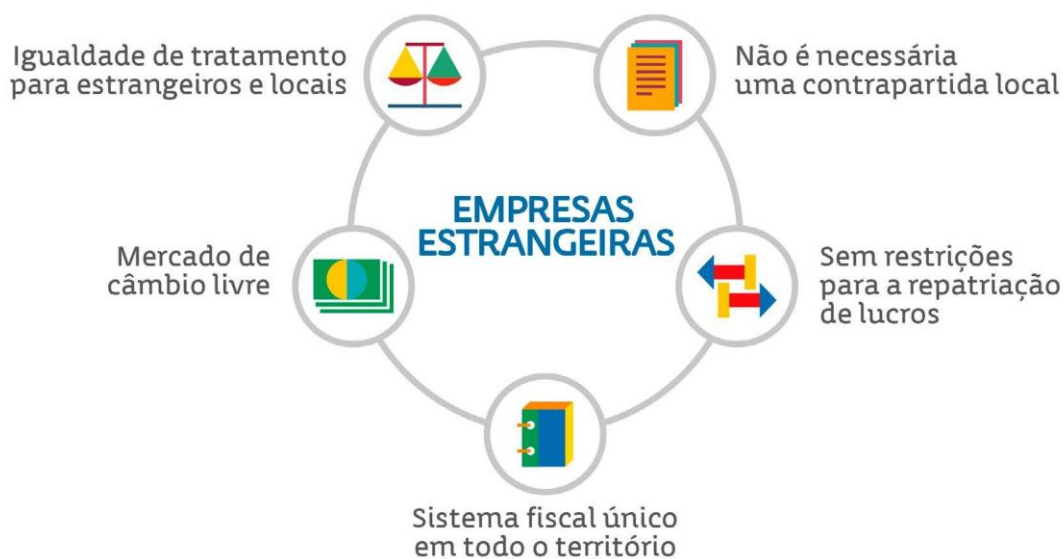 Igualdade de tratamento
para estrangeiros e locais
Não é necessária
uma contrapartida local
EMPRESAS
ESTRANGEIRAS
Mercado de
câmbio livre
Sem restrições
para a repatriação
de lucros
Sistema fiscal único
em todo o território